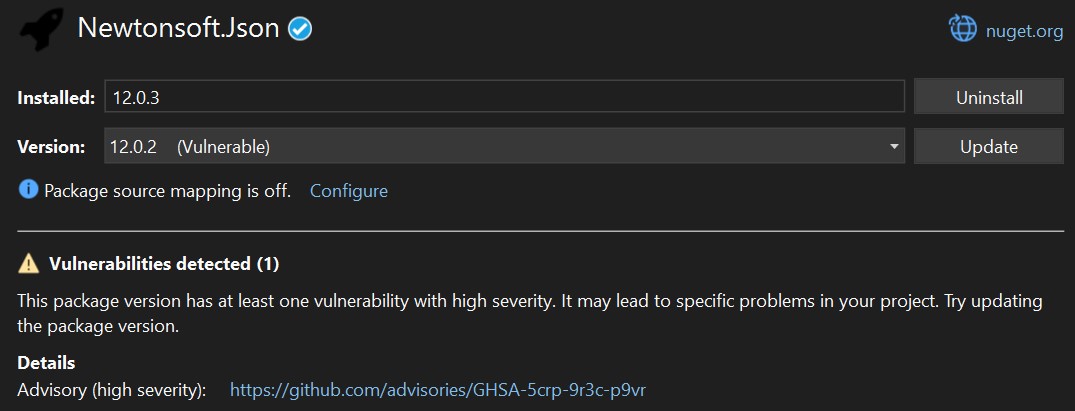 Newtonsoft.Json
nuget.org
Installed: 12.0.3 Uninstall
Version: 12.0.2 (Vulnerable) Update
Package source mapping is off. Configure
Vulnerabilities detected (1)
This package version has at least one vulnerability with high severity. It may lead to specific problems in your project. Try updating
the package version.
Details
Advisory (high severity): https://github.com/advisories/GHSA-5crp-9r3c-p9vr